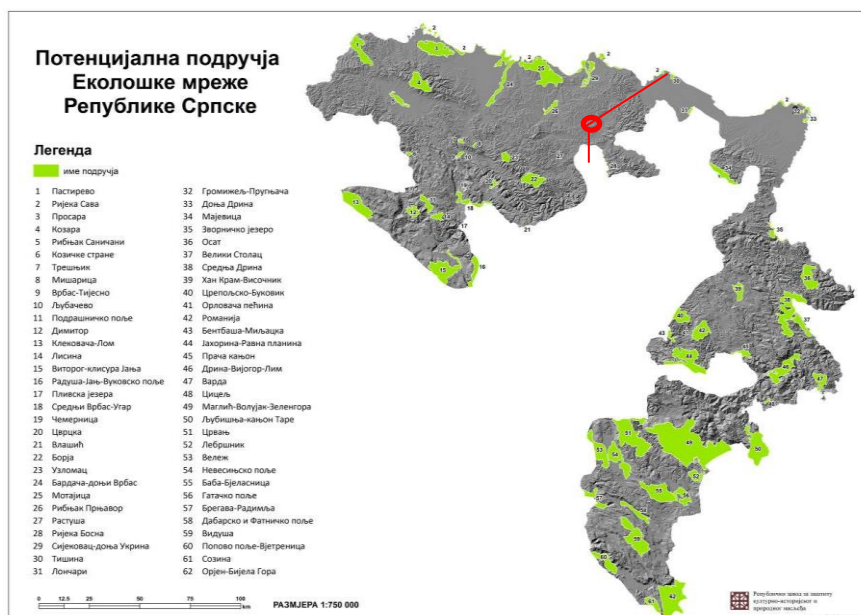 Потенцијална подручја
Еколошке мреже
Републике Српске
Легенда
име подручја
1 Пастирево
2 Ријека Сава
3 Просара
4 Козара
5 Рибњак Саничани
6 Козичке стране
7 Трешњик
8 Мишарица
9 Врбас-Тијесно
10 Љубачево
11 Подрашничко поље
12 Димитор
13 Клековача-Лом
14 Лисина
15 Виторог-клисура Јања
16 Радуша-Јањ-Вуковско поље
17 Пливска језера
18 Средњи Врбас-Угар
19 Чемерница
20 Цврцка
21 Влашић
22 Борја
23 Узломац
24 Бардача-доњи Врбас
25 Мотајица
26 Рибњак Прњавор
27 Растуша
28 Ријека Босна
29 Сијековац-доња Укрина
30 Тишина
31 Лончари
32 Громижељ-Пругњача
33 Доња Дрина
34 Мајевица
35 Зворничко језеро
36 Осат
37 Велики Столац
38 Средња Дрина
39 Хан Крам-Височник
40 Црепољско-Буковик
41 Орловача пећина
42 Романија
43 Бентбаша-Миљацка
44 Јахорина-Равна планина
45 Прача кањон
46 Дрина-Вијогор-Лим
47 Варда
48 Цицељ
49 Маглић-Волујак-Зеленгора
50 Љубишња-кањон Таре
51 Црвањ
52 Лебршник
53 Вележ
54 Невесињско поље
55 Баба-Бјеласница
56 Гатачко поље
57 Брегава-Радимља
58 Дабарско и Фатничко поље
59 Видуша
60 Попово поље-Вјетреница
61 Созина
62 Орјен-Бијела Гора
0 25 50 75 100
km
РАЗМЈЕРА 1:750 000
Републички завод за заштиту
културно-историјског и
природног насљеђа